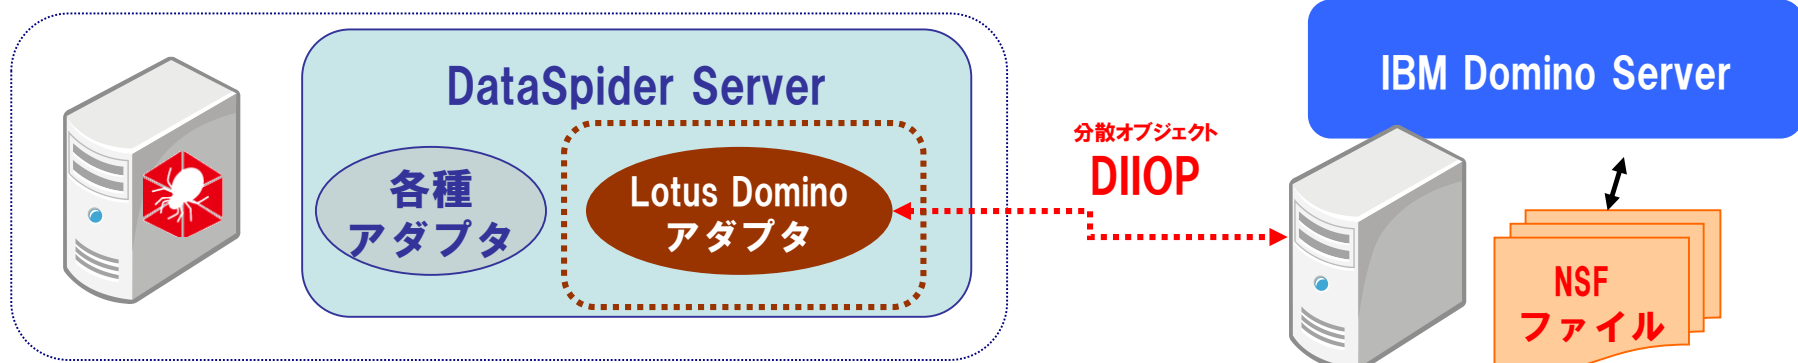 DataSpider Server
各種
アダプタ
Lotus Domino
アダプタ
分散オブジェクト
DIIOP
IBM Domino Server
NSF
ファイル